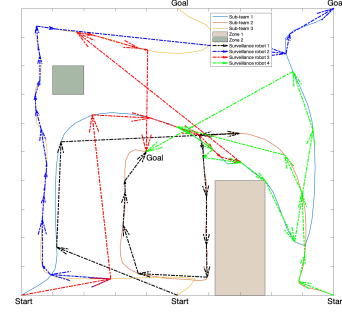 Goal
Goal
Sub-team 1
Sub-team 2
Sub-team 3
Zone 1
Zone 2
Surveillance robot 1
Surveillance robot 2
Surveillance robot 3
Surveillance robot 4
Goal
Start
Start
Start